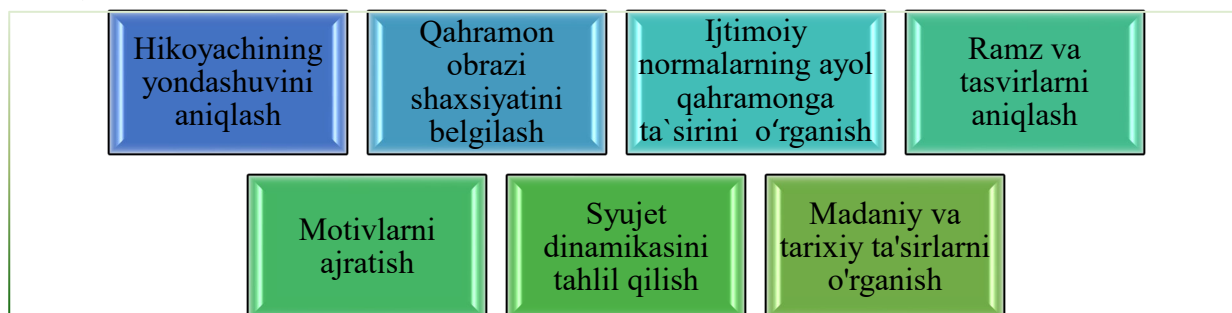 Hikoyachining
yondashuvini
aniqlash
Qahramon
obrazi
shaxsiyatini
belgilash
Ijtimoiy
normalarning ayol
qahramonga
ta`sirini oʻrganish
Ramz va
tasvirlarni
aniqlash
Motivlarni
ajratish
Syujet
dinamikasini
tahlil qilish
Madaniy va
tarixiy ta'sirlarni
o'rganish